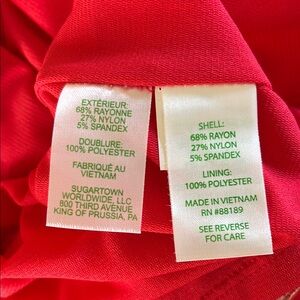 EXTÉRIEUR:
68% RAYONNE
27% NYLON
5% SPANDEX
DOUBLURE:
100% POLYESTER
FABRIQUÉ AU
VIETNAM
SUGARTOWN
WORLDWIDE, LLC
800 THIRD AVENUE
KING OF PRUSSIA, PA
SHELL:
68% RAYON
27% NYLON
5% SPANDEX
LINING:
100% POLYESTER
MADE IN VIETNAM
RN #88189
SEE REVERSE
FOR CARE